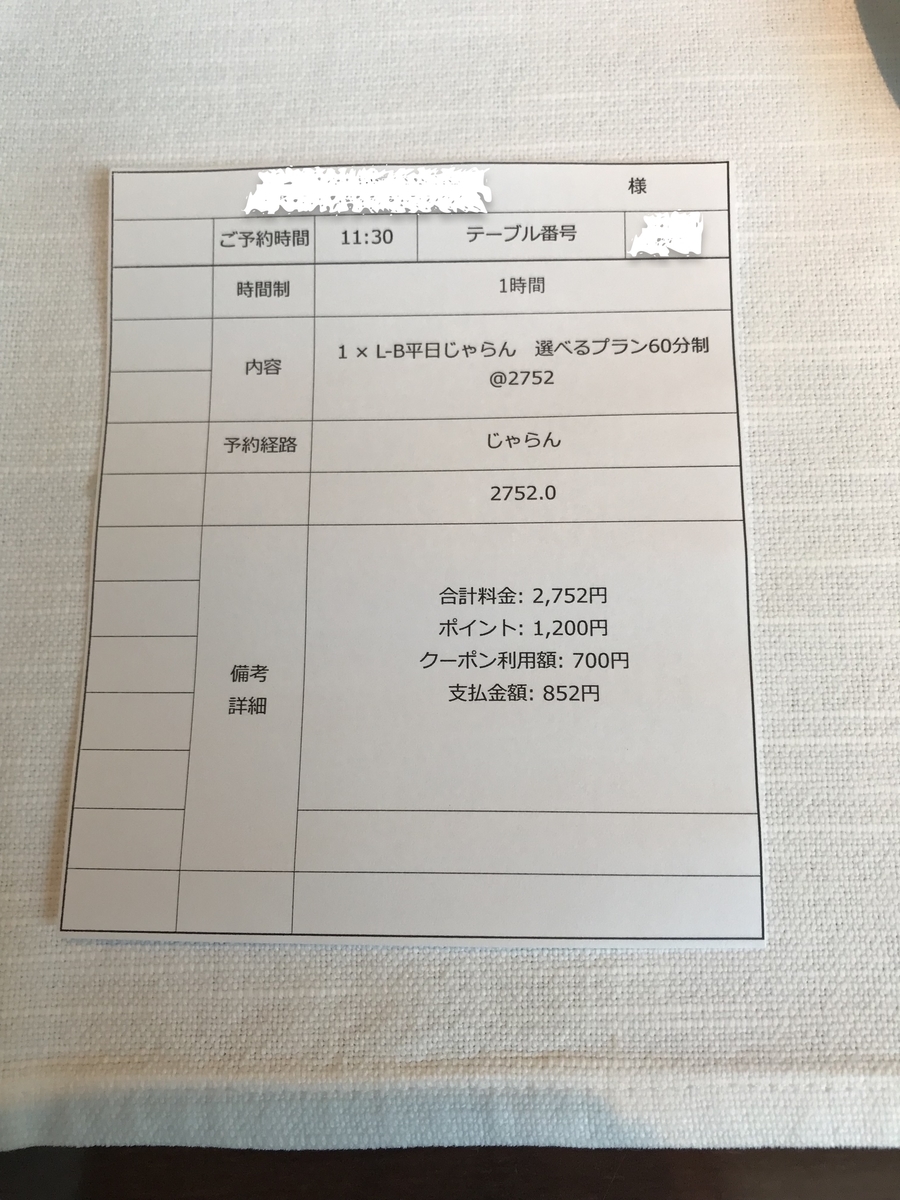 様
ご予約時間 11:30 テーブル番号
時間制 1時間
内容
1 × L-B平日じゃらん 選べるプラン60分制
@2752
予約経路 じゃらん
2752.0
備考
詳細
合計料金: 2,752円
ポイント: 1,200円
クーポン利用額: 700円
支払金額: 852円